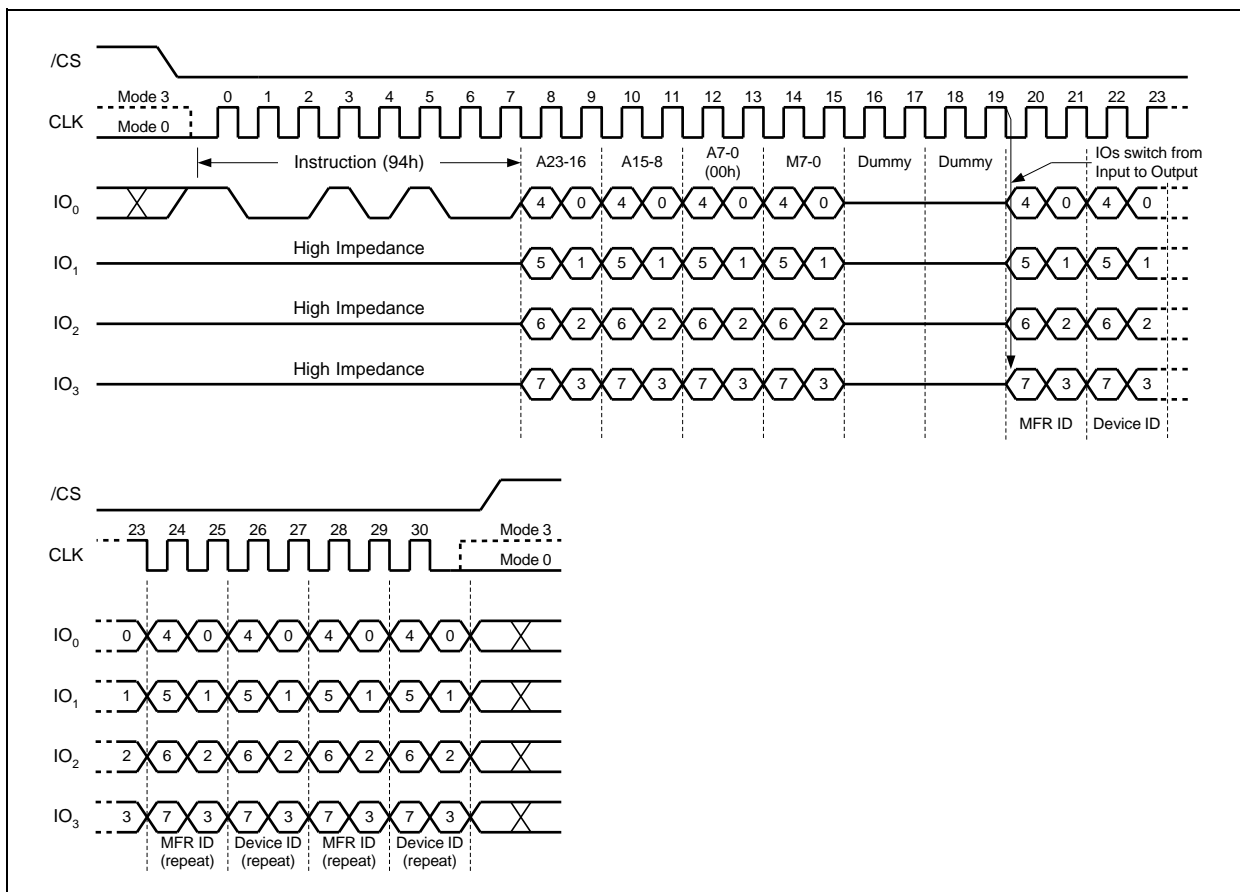 /CS
Mode 3 0 1 2 3 4 5 6 7 8 9 10 11 12 13 14 15 16 17 18 19 20 21 22 23
CLK
Mode 0
Instruction (94h) A23-16 A15-8 A7-0 (00h) M7-0 Dummy Dummy IOs switch from Input to Output
IO0 4 0 4 0 4 0 4 0 4 0 4 0
High Impedance
IO1 5 1 5 1 5 1 5 1 5 1 5 1
High Impedance
IO2 6 2 6 2 6 2 6 2 6 2 6 2
High Impedance
IO3 7 3 7 3 7 3 7 3 7 3 7 3
MFR ID Device ID
/CS
23 24 25 26 27 28 29 30 Mode 3
CLK
Mode 0
IO0 0 4 0 4 0 4 0 4 0
IO1 1 5 1 5 1 5 1 5 1
IO2 2 6 2 6 2 6 2 6 2
IO3 3 7 3 7 3 7 3 7 3
MFR ID (repeat) Device ID (repeat) MFR ID (repeat) Device ID (repeat)